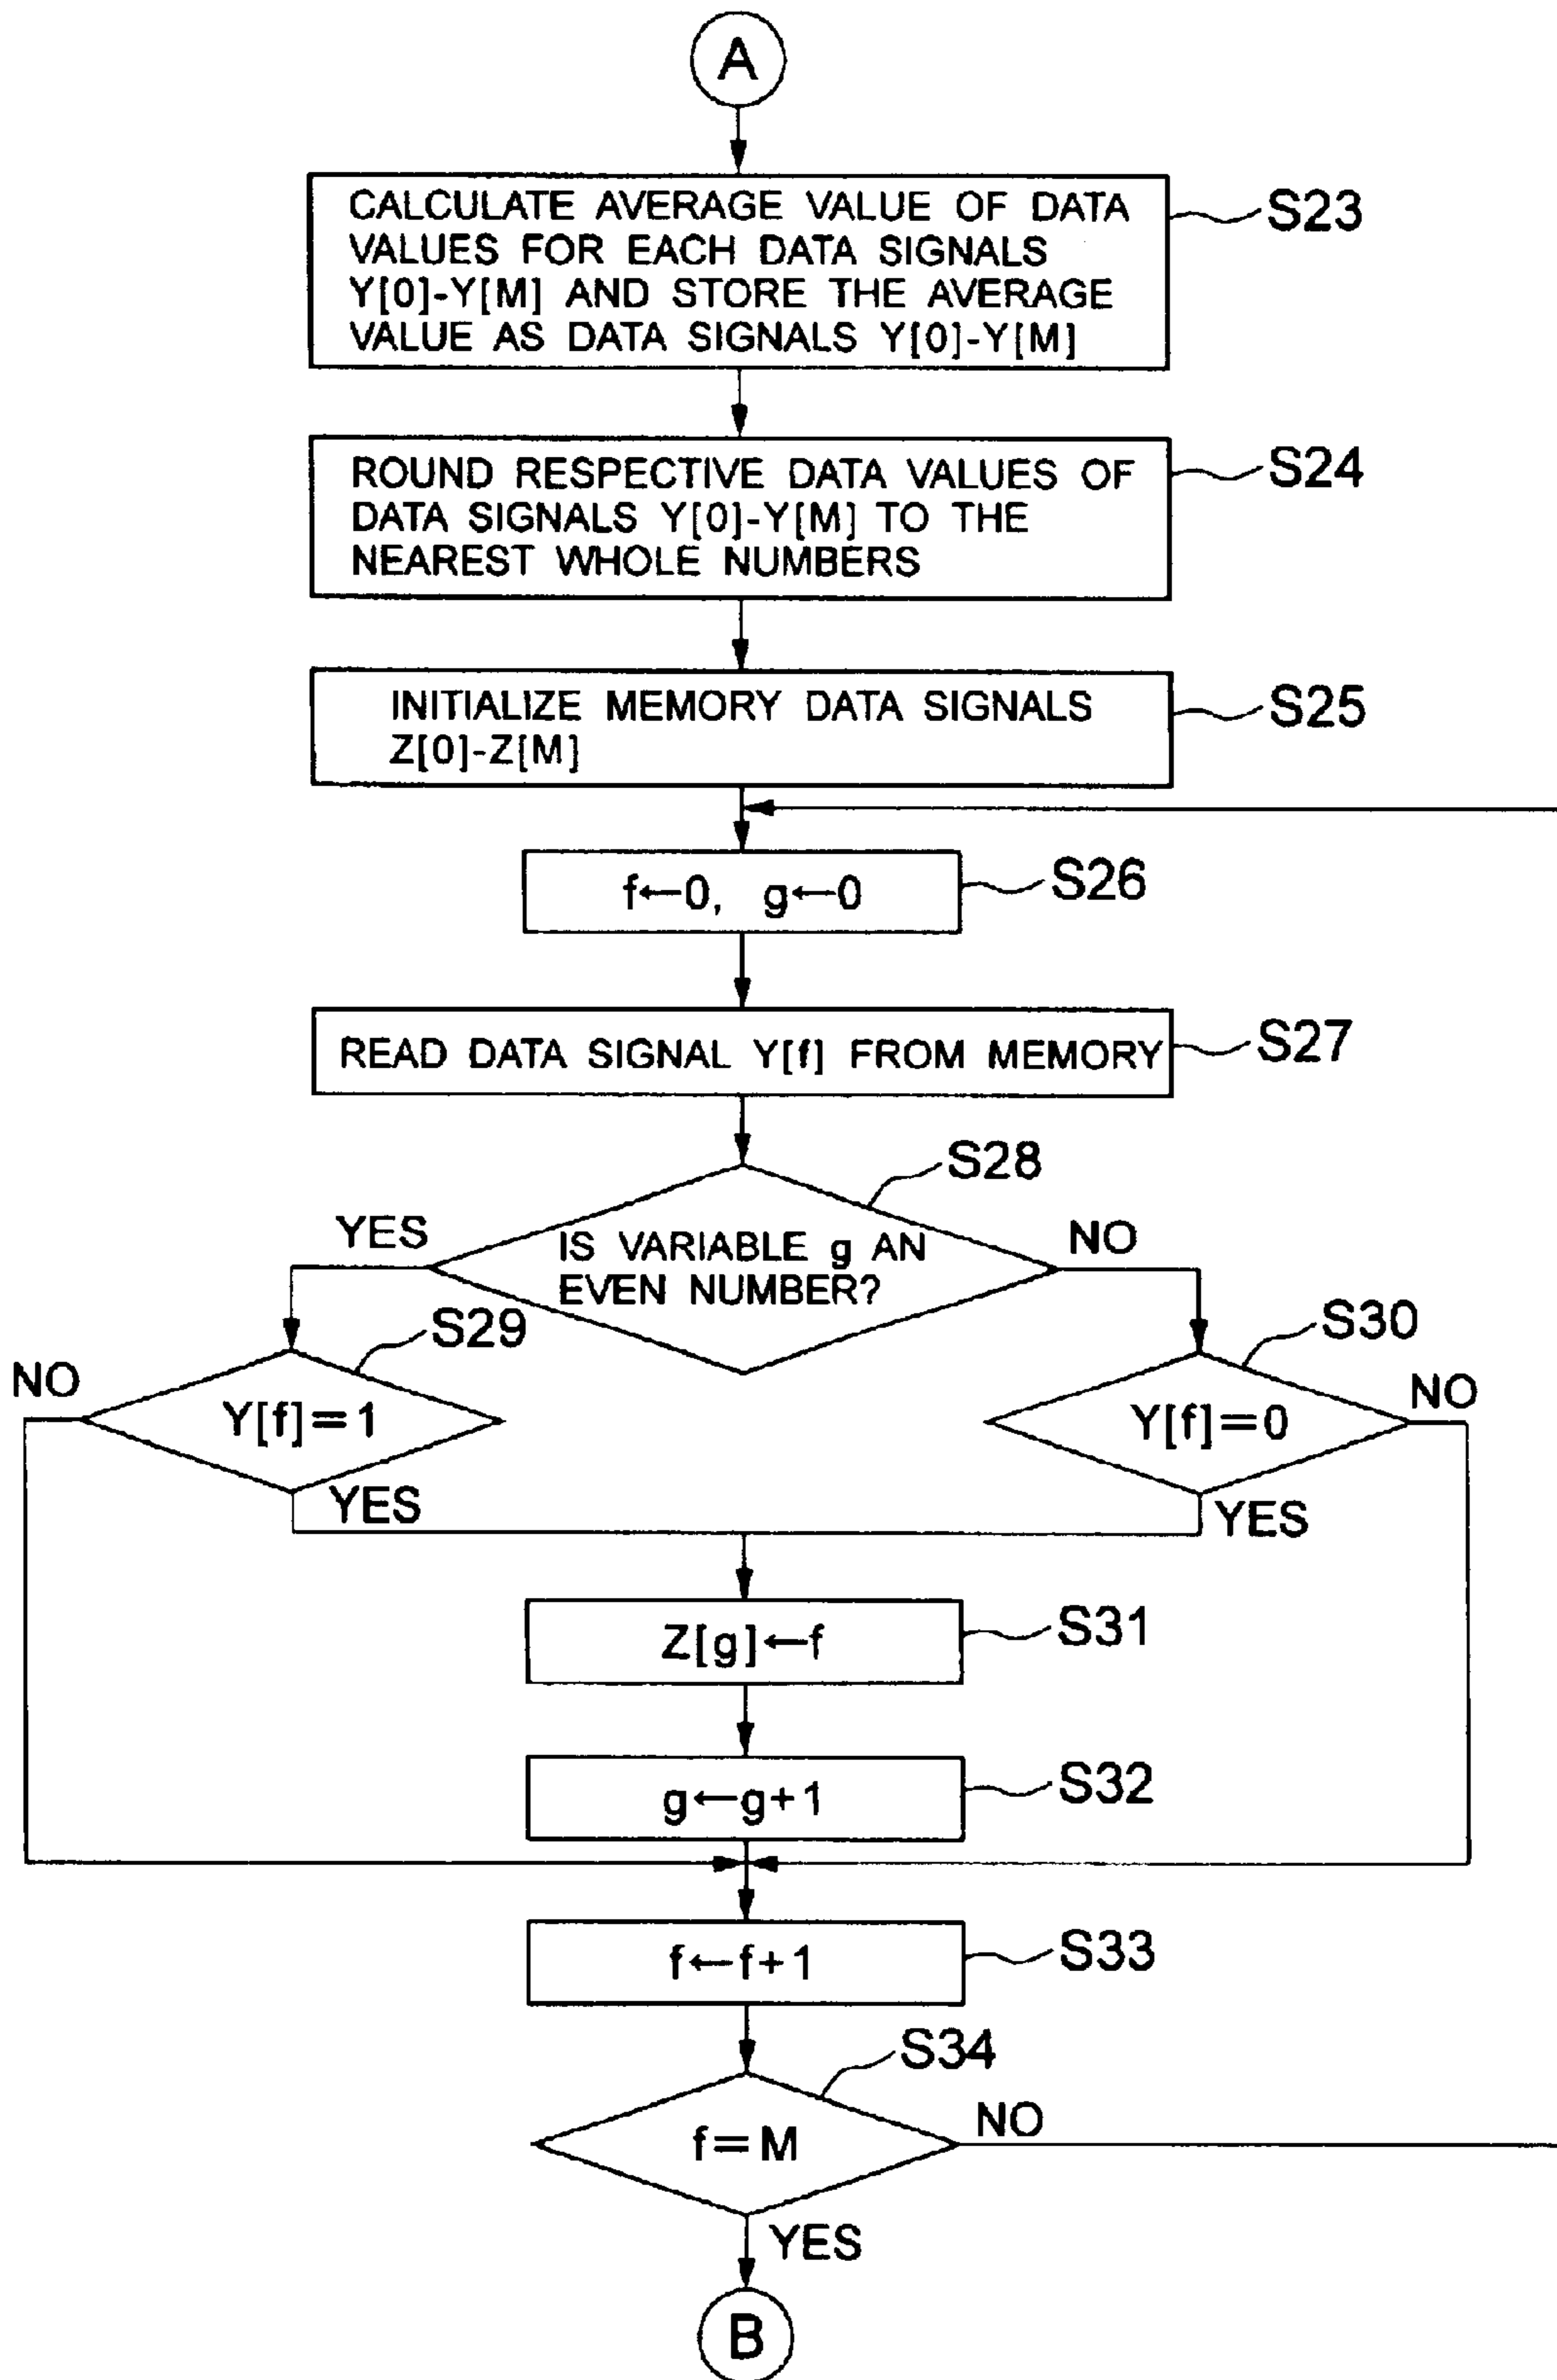 A
CALCULATE AVERAGE VALUE OF DATA
VALUES FOR EACH DATA SIGNALS
Y[0]-Y[M] AND STORE THE AVERAGE
VALUE AS DATA SIGNALS Y[0]-Y[M]
S23
ROUND RESPECTIVE DATA VALUES OF
DATA SIGNALS Y[0]-Y[M] TO THE
NEAREST WHOLE NUMBERS
S24
INITIALIZE MEMORY DATA SIGNALS
Z[0]-Z[M]
S25
f←0, g←0
S26
READ DATA SIGNAL Y[f] FROM MEMORY
S27
S28
YES
IS VARIABLE g AN
EVEN NUMBER?
NO
S29
S30
NO
Y[f]=1
YES
Y[f]=0
NO
YES
Z[g]←f
S31
g←g+1
S32
f←f+1
S33
S34
f=M
NO
YES
B